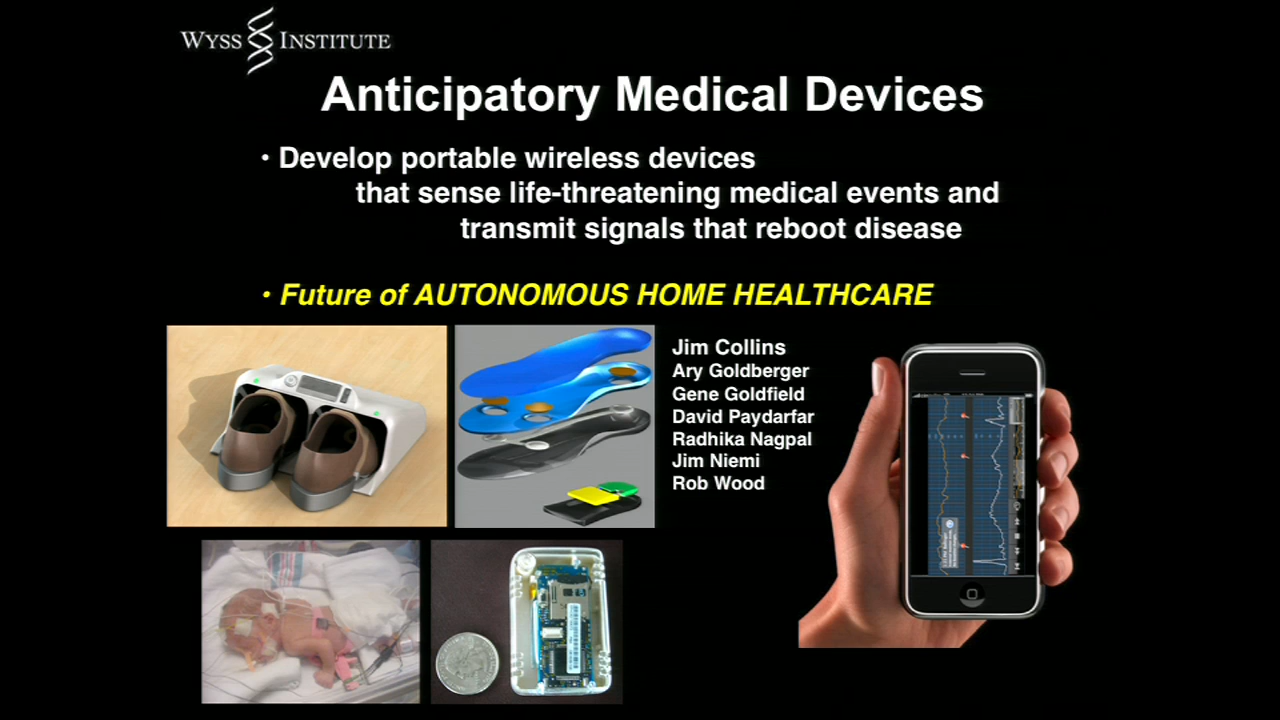 WYSS INSTITUTE
Anticipatory Medical Devices
• Develop portable wireless devices
that sense life-threatening medical events and
transmit signals that reboot disease
• Future of AUTONOMOUS HOME HEALTHCARE
Jim Collins
Ary Goldberger
Gene Goldfield
David Paydarfar
Radhika Nagpal
Jim Niemi
Rob Wood